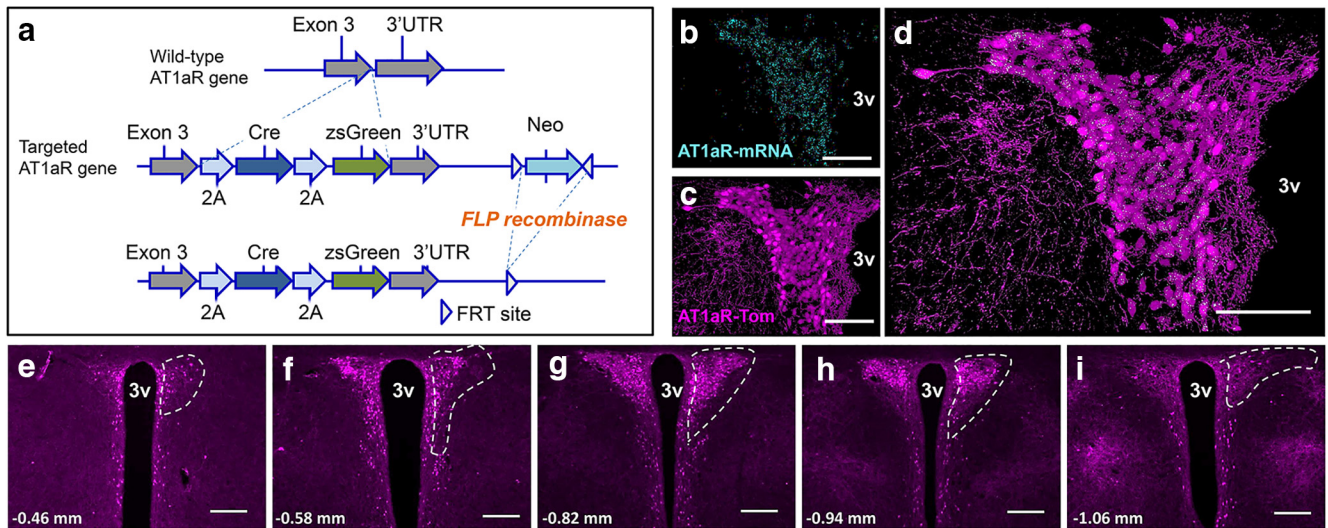 a
Exon 3
3'UTR
Wild-type
AT1aR gene
Exon 3
Cre
zsGreen
3'UTR
Neo
Targeted
AT1aR gene
2A
2A
FLP recombinase
Exon 3
Cre
zsGreen
3'UTR
2A
2A
FRT site
b
3v
AT1aR-mRNA
c
3v
AT1aR-Tom
d
3v
e
3v
-0.46 mm
f
3v
-0.58 mm
g
3v
-0.82 mm
h
3v
-0.94 mm
i
3v
-1.06 mm